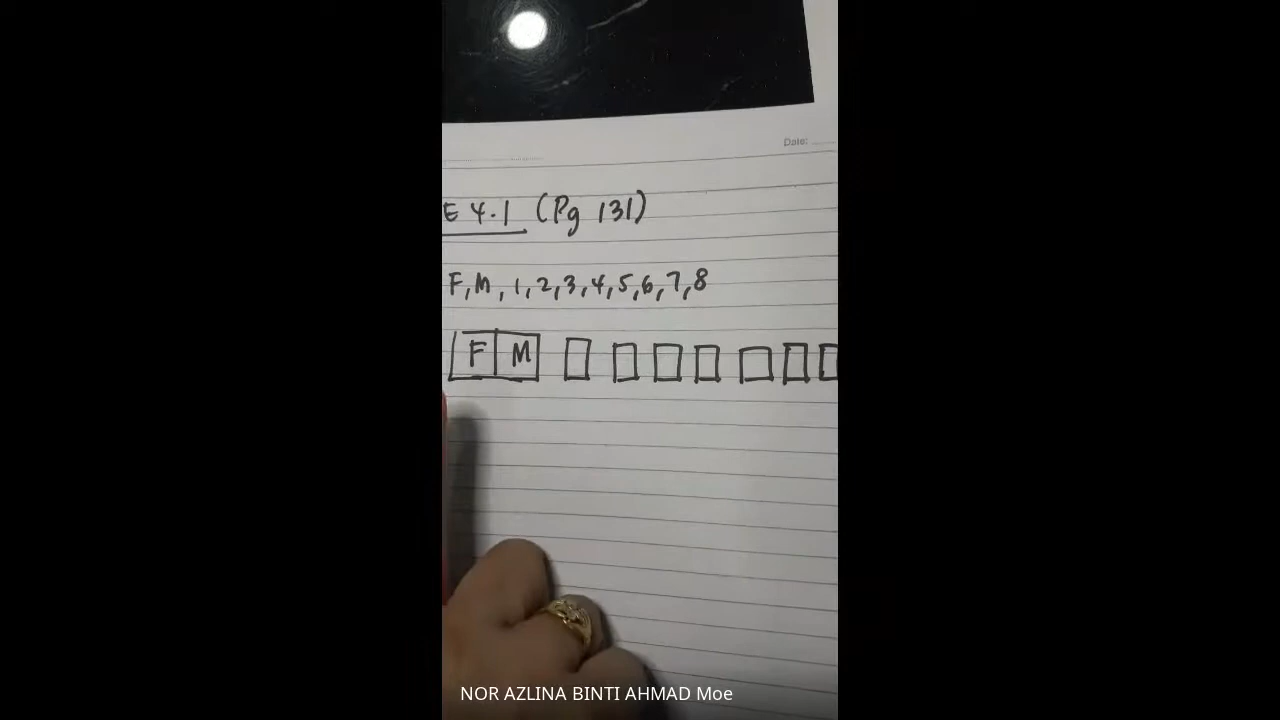 Date:
E 4.1 (Pg 131)
F, M, 1, 2, 3, 4, 5, 6, 7, 8
F M
NOR AZLINA BINTI AHMAD Moe